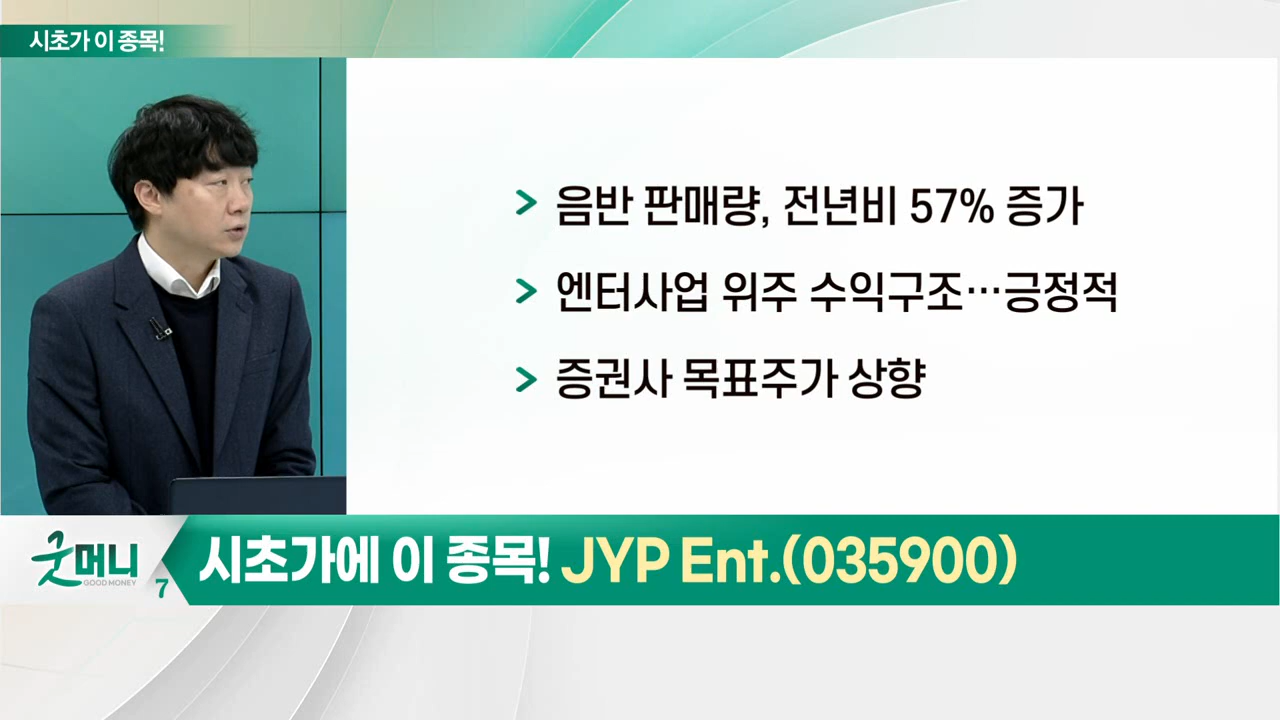 시초가 이 종목!
> 음반 판매량, 전년비 57% 증가
> 엔터사업 위주 수익구조…긍정적
> 증권사 목표주가 상향
굿머니
GOOD MONEY
7
시초가에 이 종목! JYP Ent.(035900)